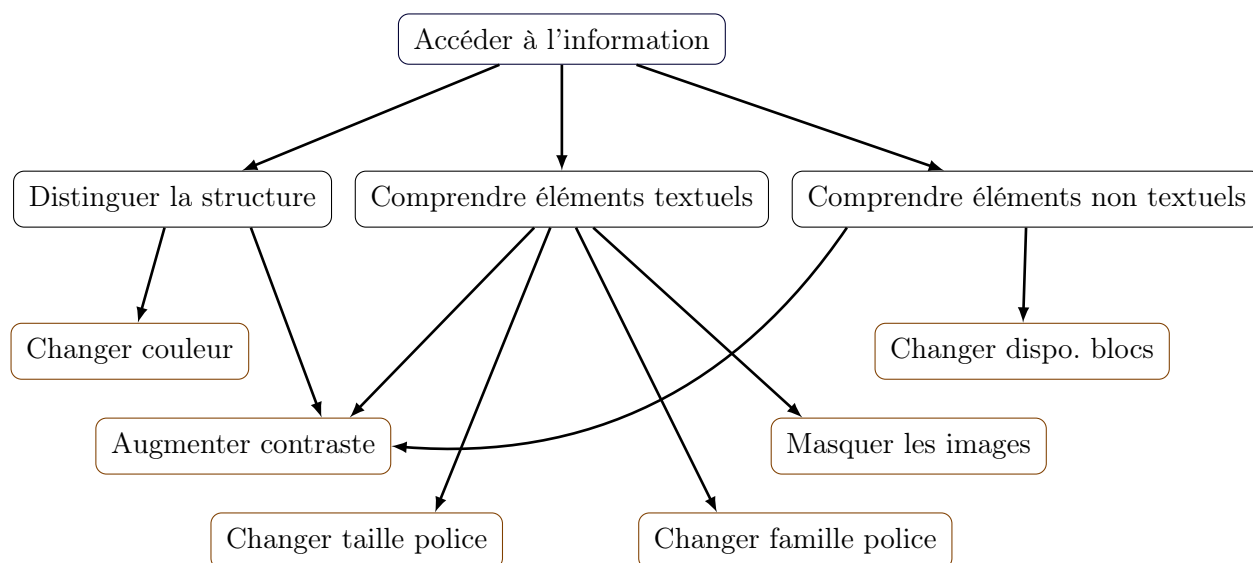 Accéder à l'information
Distinguer la structure
Comprendre éléments textuels
Comprendre éléments non textuels
Changer couleur
Changer dispo. blocs
Augmenter contraste
Masquer les images
Changer taille police
Changer famille police